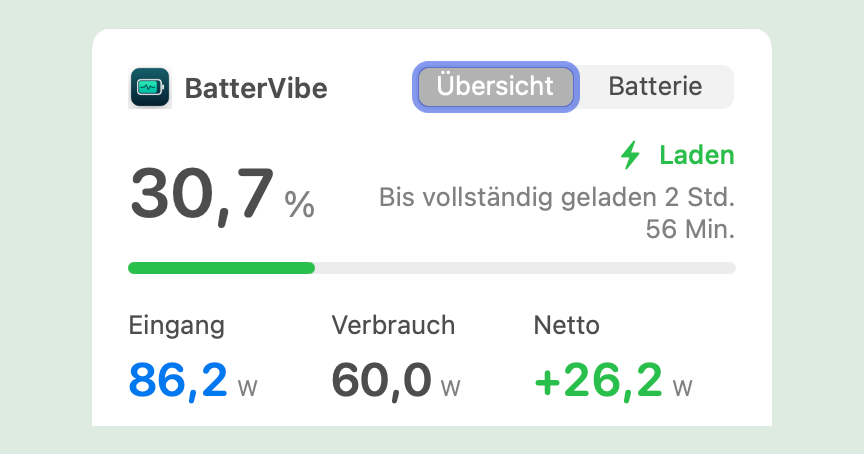 BatterVibe
Übersicht
Batterie
Laden
30,7 %
Bis vollständig geladen 2 Std.
56 Min.
Eingang
Verbrauch
Netto
86,2 W
60,0 W
+26,2 W